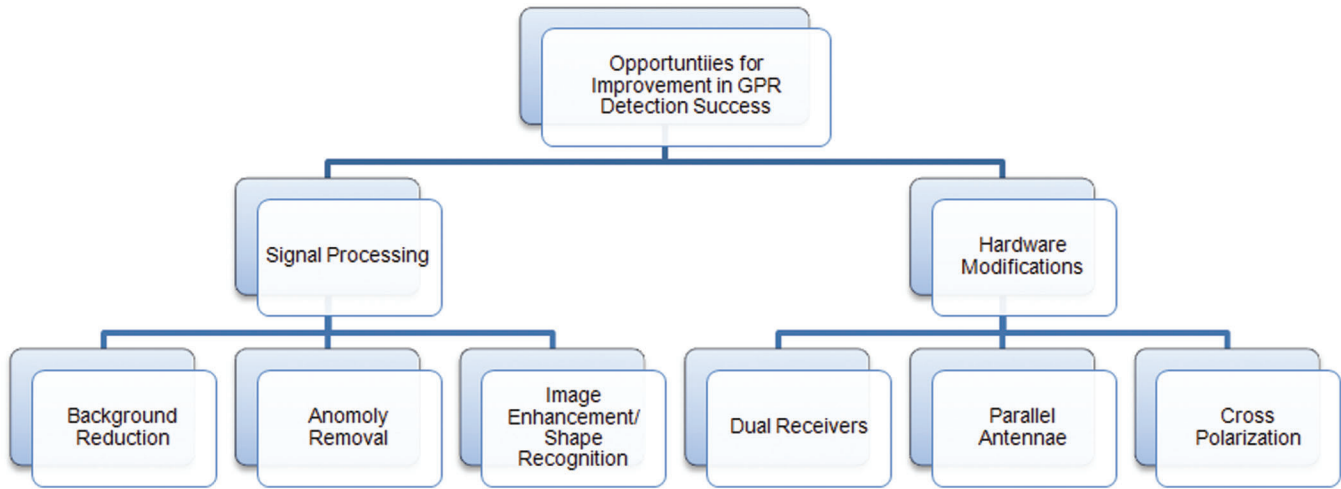 Opportuntiies for
Improvement in GPR
Detection Success
Signal Processing
Hardware
Modifications
Background
Reduction
Anomoly
Removal
Image
Enhancement/
Shape
Recognition
Dual Receivers
Parallel
Antennae
Cross
Polarization